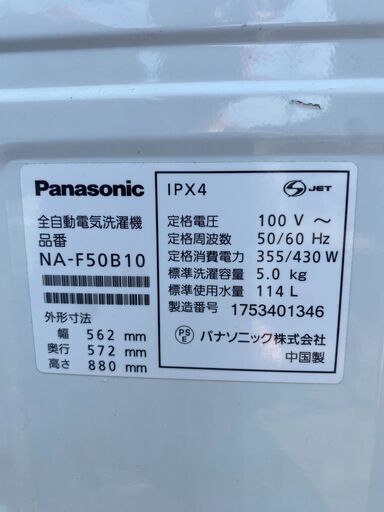 Panasonic
全自動電気洗濯機
品番
NA-F50B10
外形寸法
幅 562 mm
奥行 572 mm
高さ 880 mm
IPX4
S JET
定格電圧 100 V ～
定格周波数 50/60 Hz
定格消費電力 355/430 W
標準洗濯容量 5.0 kg
標準使用水量 114 L
製造番号 1753401346
PS E パナソニック株式会社
中国製